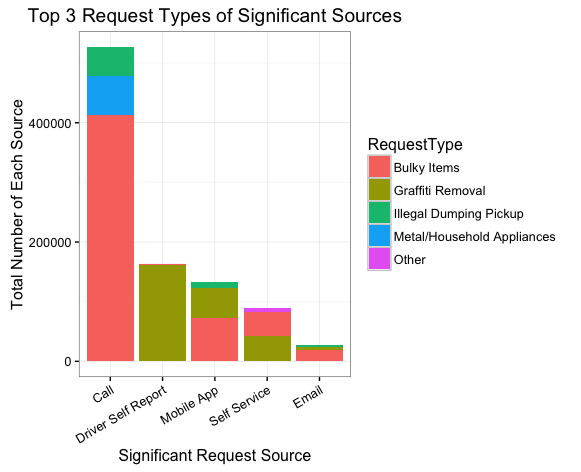 Top 3 Request Types of Significant Sources
Total Number of Each Source
400000
200000
0
Call
Driver Self Report
Mobile App
Self Service
Email
Significant Request Source
RequestType
Bulky Items
Graffiti Removal
Illegal Dumping Pickup
Metal/Household Appliances
Other